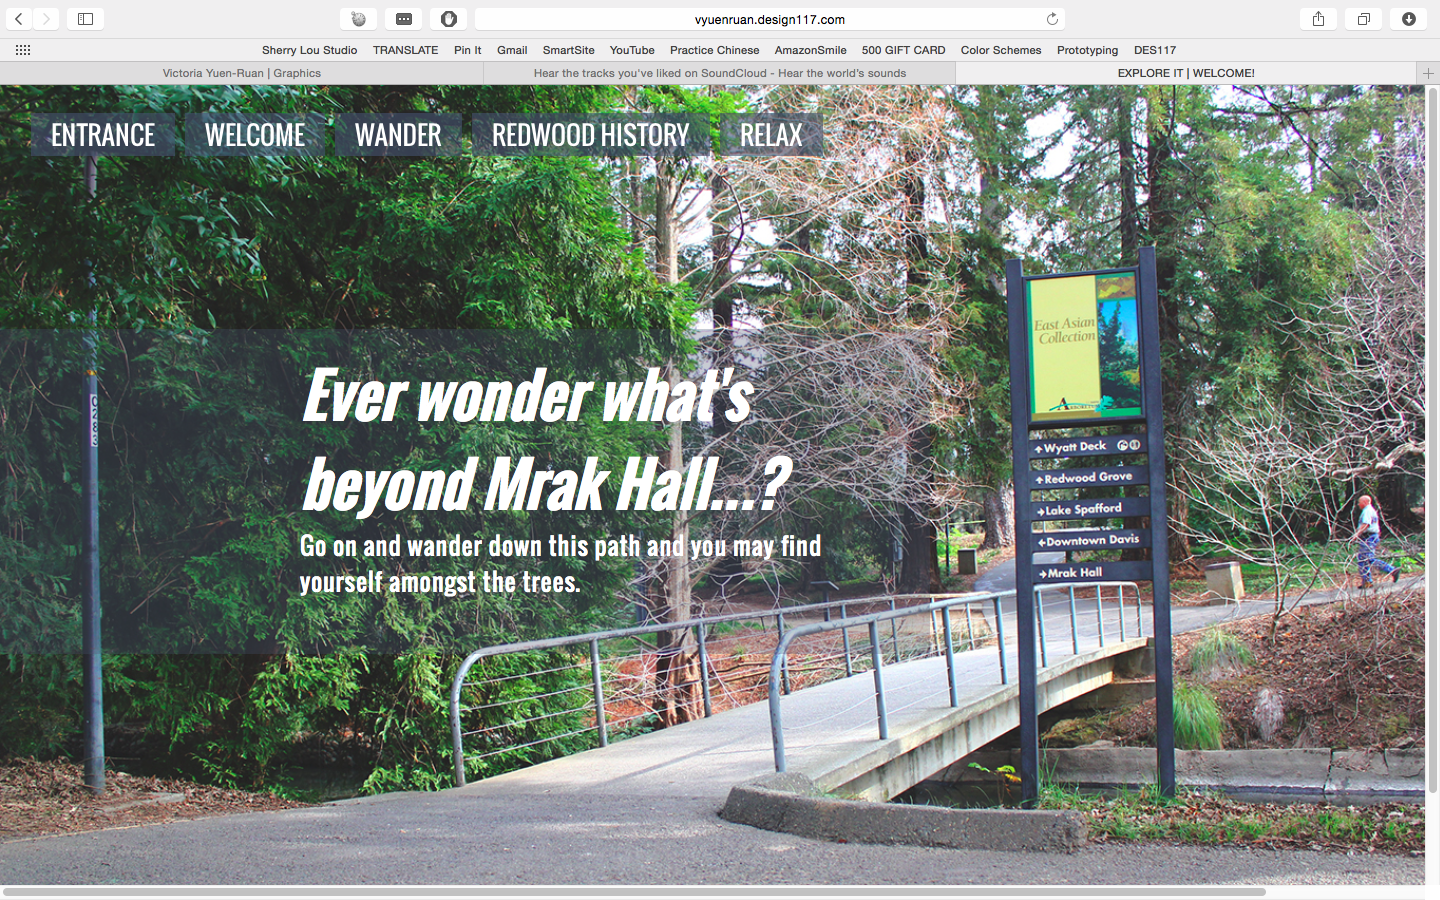 vyuenruan.design117.com
Sherry Lou Studio TRANSLATE Pin It Gmail SmartSite YouTube Practice Chinese AmazonSmile 500 GIFT CARD Color Schemes Prototyping DES117
Victoria Yuen-Ruan | Graphics
Hear the tracks you've liked on SoundCloud - Hear the world's sounds
EXPLORE IT | WELCOME!
ENTRANCE WELCOME WANDER REDWOOD HISTORY RELAX
East Asian
Collection
Ever wonder what's
beyond Mrak Hall...?
Go on and wander down this path and you may find
yourself amongst the trees.
Wyatt Deck
Redwood Grove
Lake Spafford
Downtown Davis
Mrak Hall